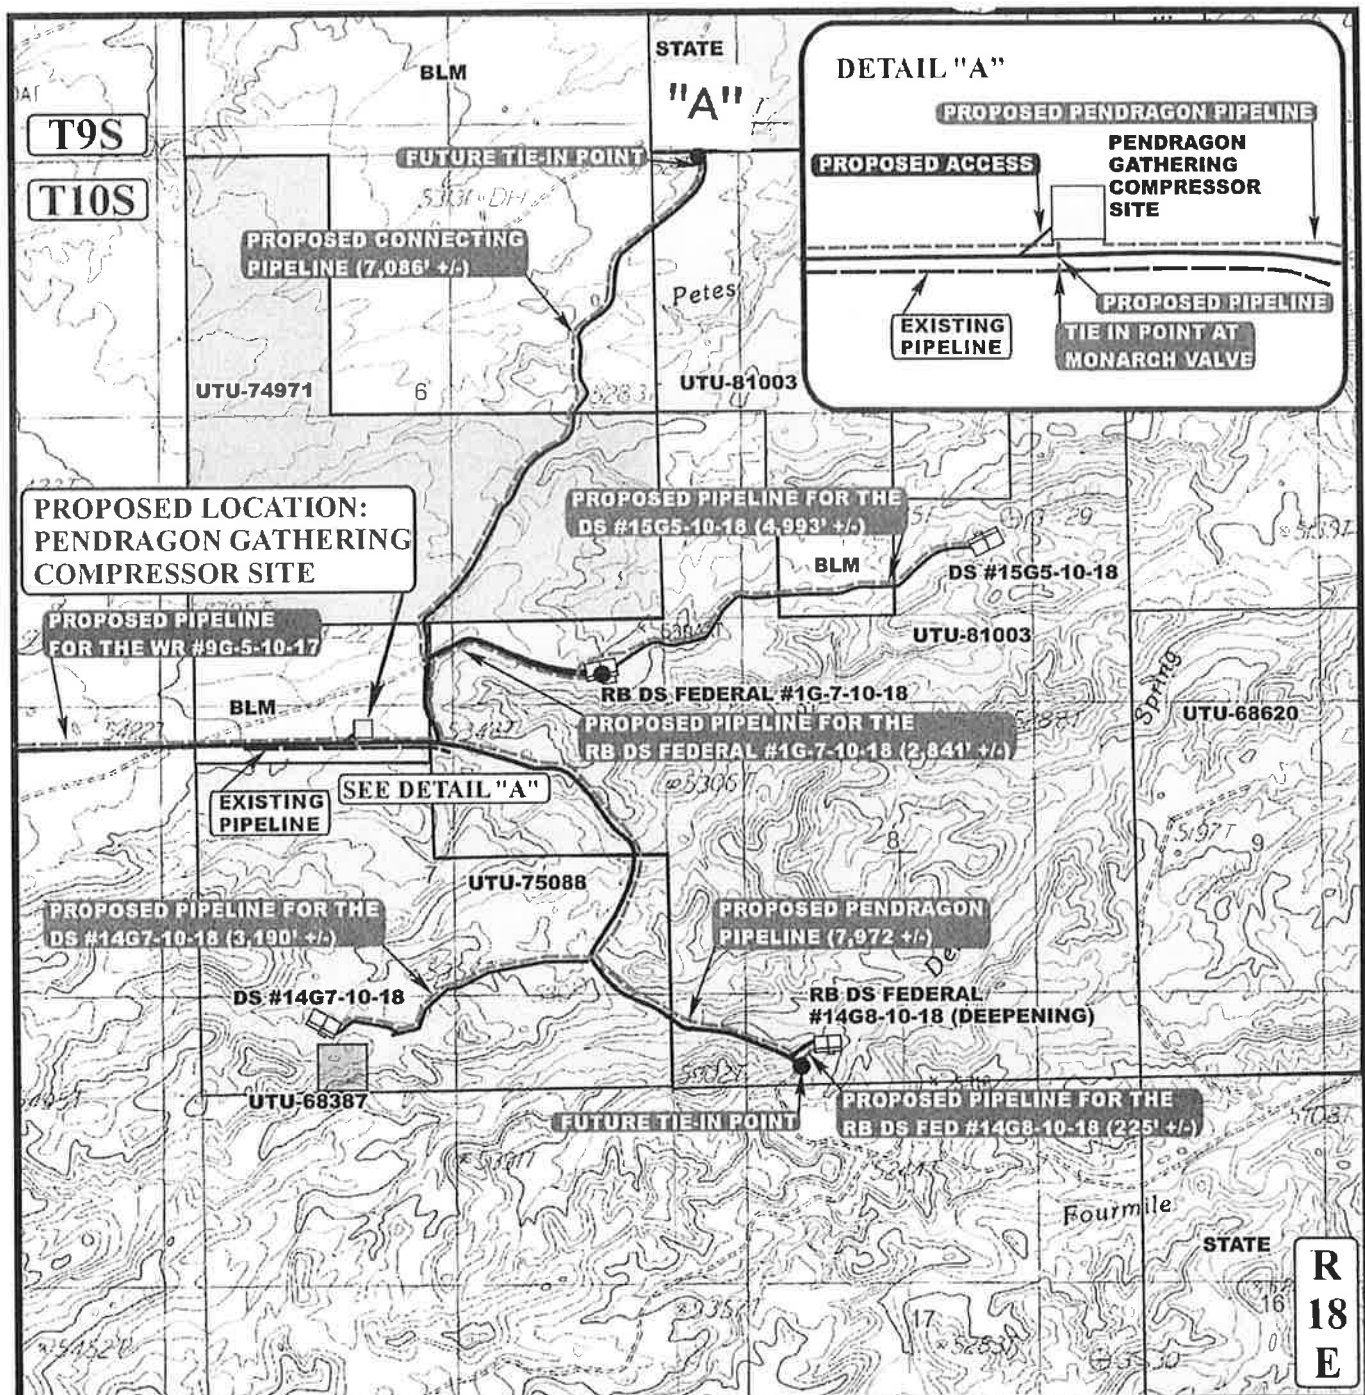 STATE
BLM
"A"
DETAIL "A"
PROPOSED PENDRAGON PIPELINE
PROPOSED ACCESS
PENDRAGON
GATHERING
COMPRESSOR
SITE
PROPOSED PIPELINE
EXISTING
PIPELINE
TIE IN POINT AT
MONARCH VALVE
T9S
T10S
FUTURE TIE-IN POINT
PROPOSED CONNECTING
PIPELINE (7,086' +/-)
Petes
UTU-74971
6
UTU-81003
PROPOSED LOCATION:
PENDRAGON GATHERING
COMPRESSOR SITE
PROPOSED PIPELINE FOR THE
DS #15G5-10-18 (4,993' +/-)
BLM
DS #15G5-10-18
PROPOSED PIPELINE
FOR THE WR #9G-5-10-17
UTU-81003
RB DS FEDERAL #1G-7-10-18
BLM
Spring
UTU-68620
PROPOSED PIPELINE FOR THE
RB DS FEDERAL #1G-7-10-18 (2,841' +/-)
SEE DETAIL "A"
5306T
EXISTING
PIPELINE
5197T
8
9
7
UTU-75088
PROPOSED PIPELINE FOR THE
DS #14G7-10-18 (3,190' +/-)
PROPOSED PENDRAGON
PIPELINE (7,972 +/-)
DS #14G7-10-18
RB DS FEDERAL
#14G8-10-18 (DEEPENING)
UTU-68387
FUTURE TIE-IN POINT
PROPOSED PIPELINE FOR THE
RB DS FED #14G8-10-18 (225' +/-)
Fourmile
STATE
R
18
E
16
17